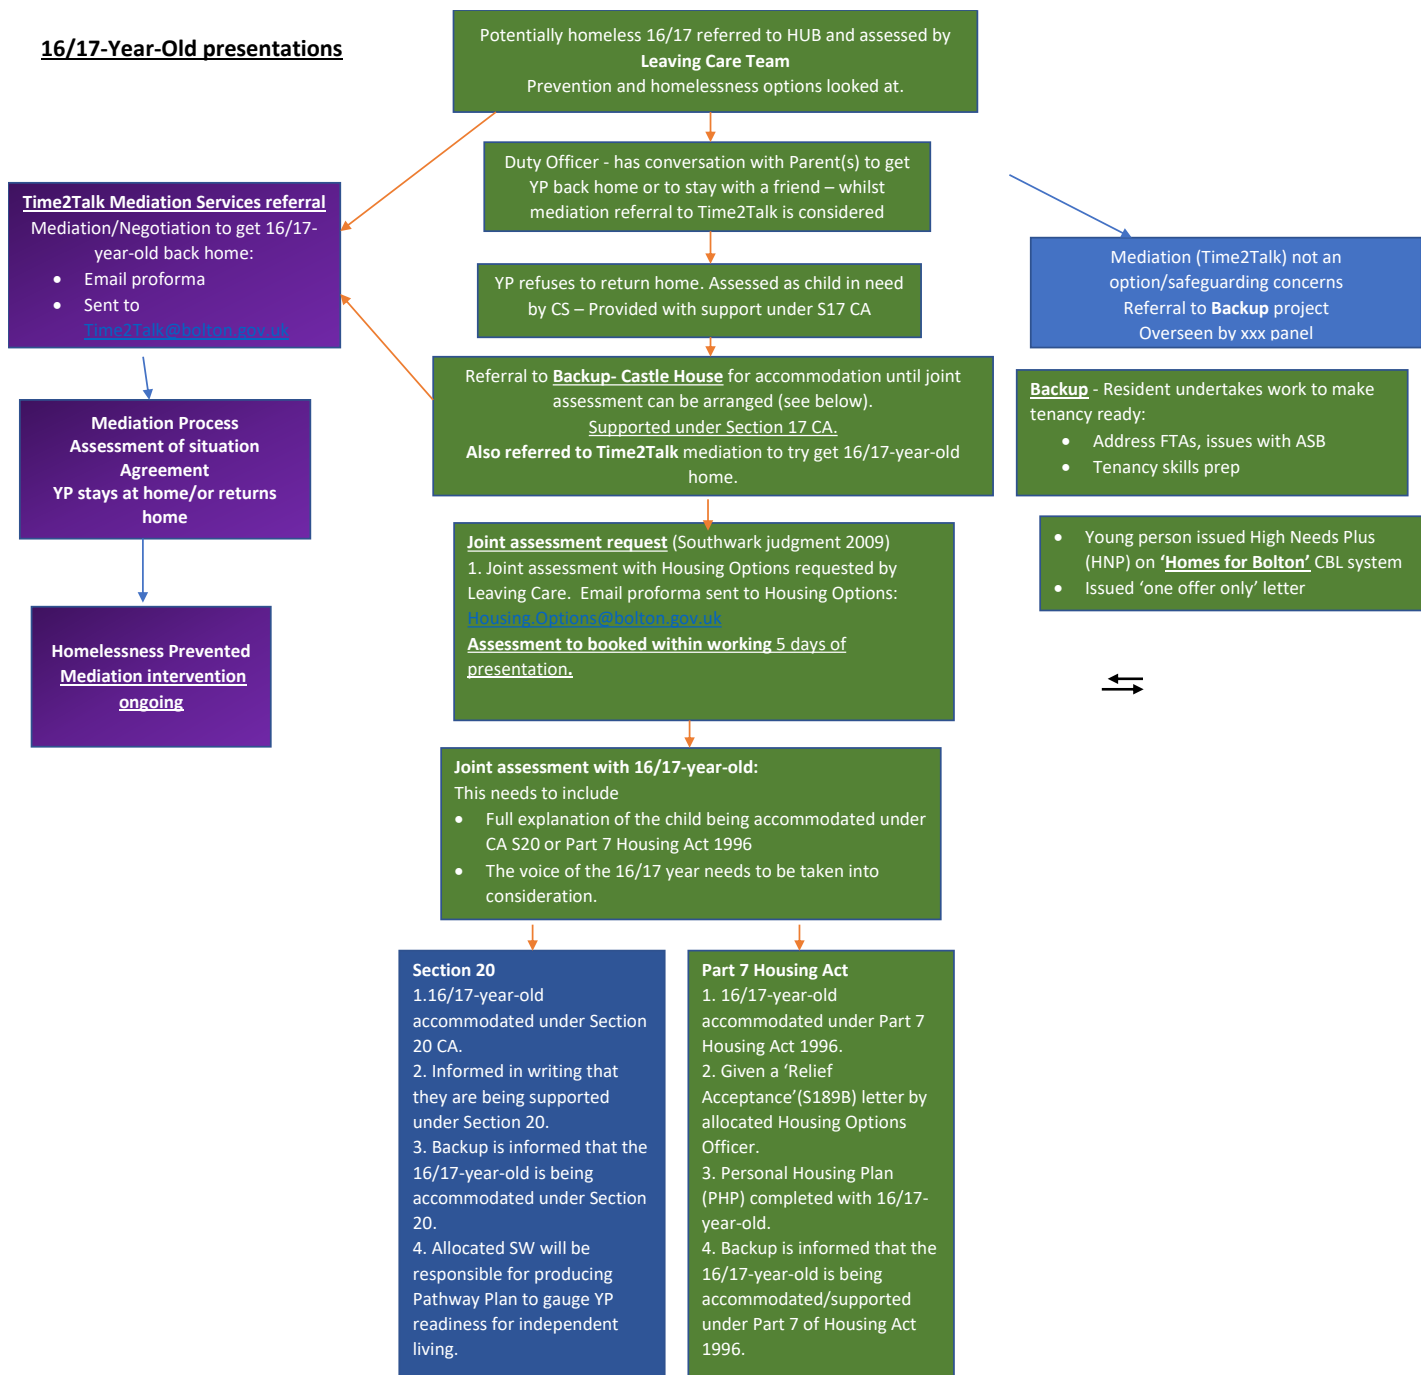 16/17-Year-Old presentations
Potentially homeless 16/17 referred to HUB and assessed by
Leaving Care Team
Prevention and homelessness options looked at.
Duty Officer - has conversation with Parent(s) to get
YP back home or to stay with a friend – whilst
mediation referral to Time2Talk is considered
Time2Talk Mediation Services referral
Mediation/Negotiation to get 16/17-
year-old back home:
• Email proforma
• Sent to
Time2Talk@bolton.gov.uk
YP refuses to return home. Assessed as child in need
by CS – Provided with support under S17 CA
Mediation (Time2Talk) not an
option/safeguarding concerns
Referral to Backup project
Overseen by xxx panel
Referral to Backup- Castle House for accommodation until joint
assessment can be arranged (see below).
Supported under Section 17 CA.
Also referred to Time2Talk mediation to try get 16/17-year-old
home.
Backup - Resident undertakes work to make
tenancy ready:
• Address FTAs, issues with ASB
• Tenancy skills prep
Mediation Process
Assessment of situation
Agreement
YP stays at home/or returns
home
• Young person issued High Needs Plus
(HNP) on ‘Homes for Bolton’ CBL system
• Issued ‘one offer only’ letter
Joint assessment request (Southwark judgment 2009)
1. Joint assessment with Housing Options requested by
Leaving Care. Email proforma sent to Housing Options:
Housing.Options@bolton.gov.uk
Assessment to booked within working 5 days of
presentation.
Homelessness Prevented
Mediation intervention
ongoing
Joint assessment with 16/17-year-old:
This needs to include
• Full explanation of the child being accommodated under
CA S20 or Part 7 Housing Act 1996
• The voice of the 16/17 year needs to be taken into
consideration.
Section 20
1.16/17-year-old
accommodated under Section
20 CA.
2. Informed in writing that
they are being supported
under Section 20.
3. Backup is informed that the
16/17-year-old is being
accommodated under Section
20.
4. Allocated SW will be
responsible for producing
Pathway Plan to gauge YP
readiness for independent
living.
Part 7 Housing Act
1. 16/17-year-old
accommodated under Part 7
Housing Act 1996.
2. Given a ‘Relief
Acceptance’(S189B) letter by
allocated Housing Options
Officer.
3. Personal Housing Plan
(PHP) completed with 16/17-
year-old.
4. Backup is informed that the
16/17-year-old is being
accommodated/supported
under Part 7 of Housing Act
1996.